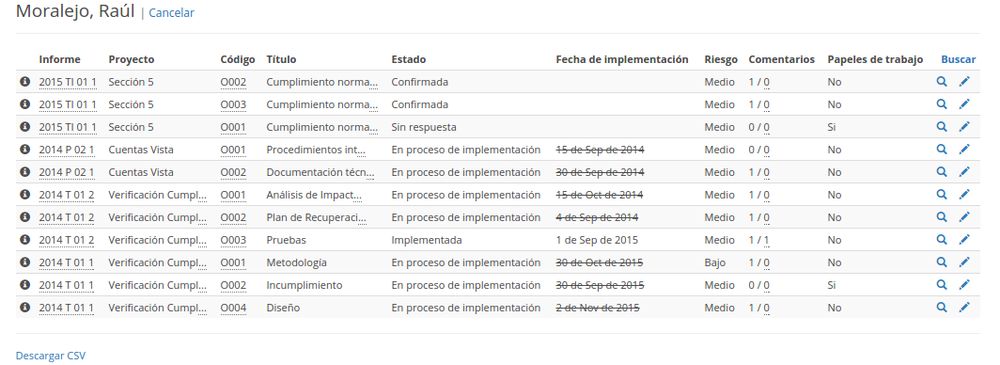 Moralejo, Raúl | Cancelar
Informe Proyecto Código Título Estado Fecha de implementación Riesgo Comentarios Papeles de trabajo Buscar
2015 TI 01 1 Sección 5 O002 Cumplimiento norma... Confirmada Medio 1 / 0 No
2015 TI 01 1 Sección 5 O003 Cumplimiento norma... Confirmada Medio 1 / 0 No
2015 TI 01 1 Sección 5 O001 Cumplimiento norma... Sin respuesta Medio 0 / 0 Si
2014 P 02 1 Cuentas Vista O001 Procedimientos int... En proceso de implementación 15 de Sep de 2014 Medio 0 / 0 No
2014 P 02 1 Cuentas Vista O002 Documentación técn... En proceso de implementación 30 de Sep de 2014 Medio 1 / 0 No
2014 T 01 2 Verificación Cumpl... O001 Análisis de Impact... En proceso de implementación 15 de Oct de 2014 Medio 1 / 0 No
2014 T 01 2 Verificación Cumpl... O002 Plan de Recuperaci... En proceso de implementación 4 de Sep de 2014 Medio 1 / 0 No
2014 T 01 2 Verificación Cumpl... O003 Pruebas Implementada 1 de Sep de 2015 Medio 1 / 1 No
2014 T 01 1 Verificación Cumpl... O001 Metodología En proceso de implementación 30 de Oct de 2015 Bajo 1 / 0 No
2014 T 01 1 Verificación Cumpl... O002 Incumplimiento En proceso de implementación 30 de Sep de 2015 Medio 0 / 0 Si
2014 T 01 1 Verificación Cumpl... O004 Diseño En proceso de implementación 2 de Nov de 2015 Medio 1 / 0 No
Descargar CSV